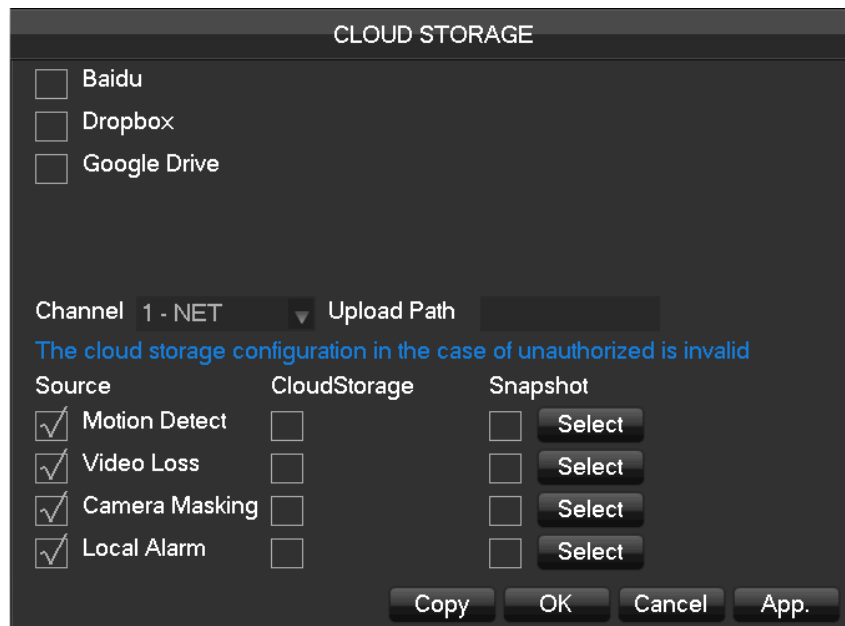 CLOUD STORAGE
Baidu
Dropbox
Google Drive
Channel 1 - NET Upload Path
The cloud storage configuration in the case of unauthorized is invalid
Source CloudStorage Snapshot
Motion Detect Select
Video Loss Select
Camera Masking Select
Local Alarm Select
Copy OK Cancel App.